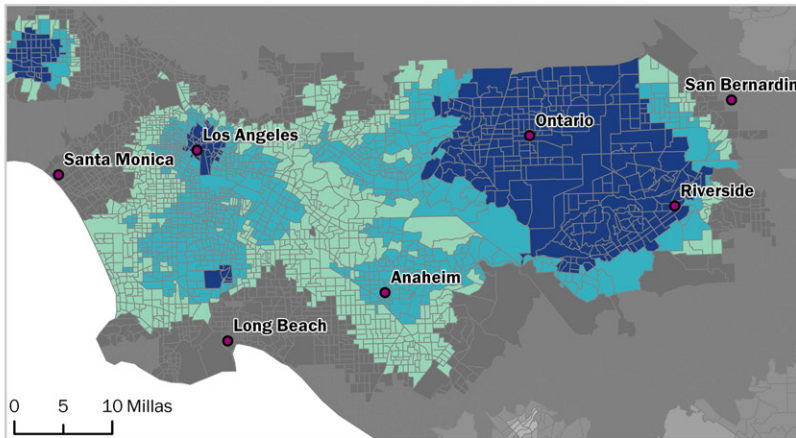 San Bernardin
Ontario
Los Angeles
Santa Monica
Riverside
Anaheim
Long Beach
0 5 10 Millas